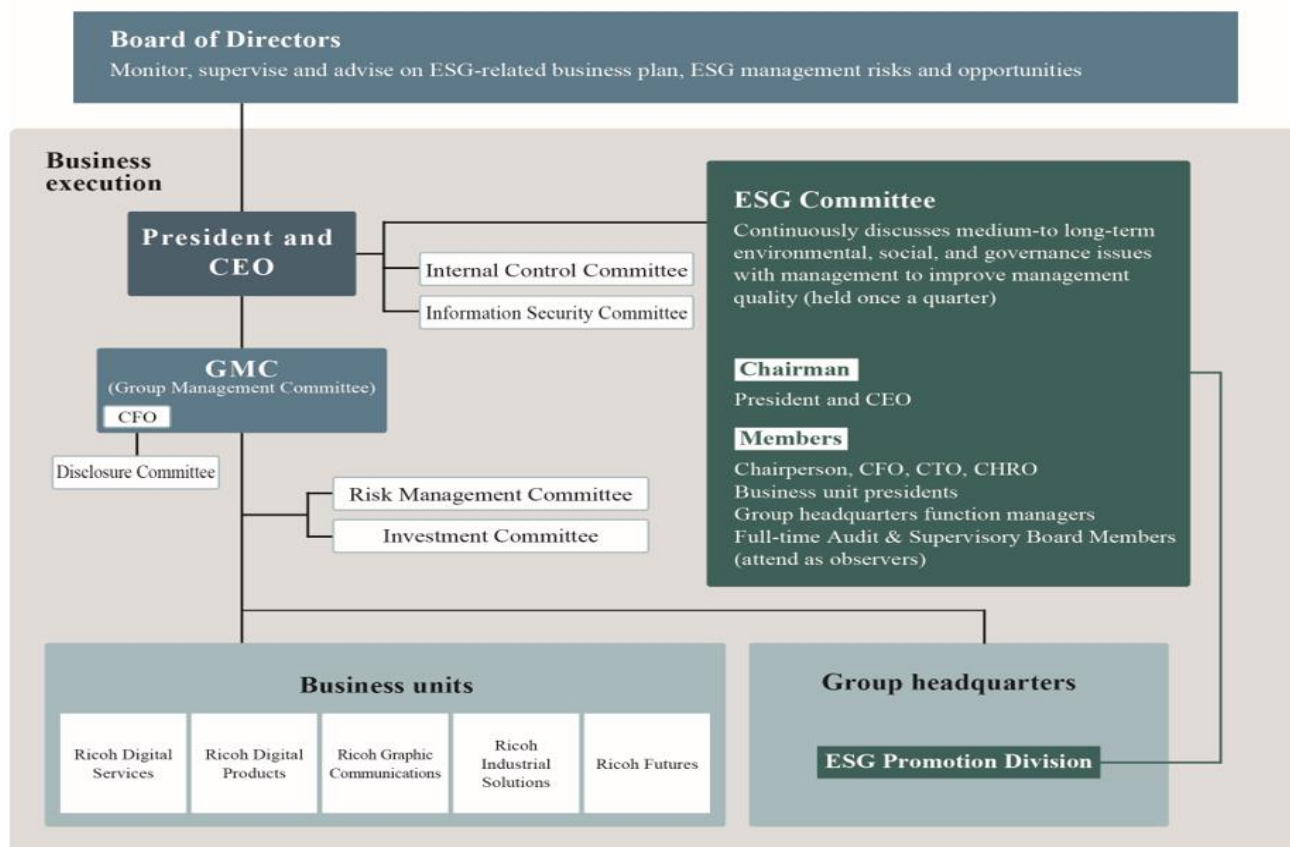 Board of Directors
Monitor, supervise and advise on ESG-related business plan, ESG management risks and opportunities
Business
execution
President and
CEO
Internal Control Committee
Information Security Committee
GMC
(Group Management Committee)
CFO
Disclosure Committee
Risk Management Committee
Investment Committee
ESG Committee
Continuously discusses medium-to long-term
environmental, social, and governance issues
with management to improve management
quality (held once a quarter)
Chairman
President and CEO
Members
Chairperson, CFO, CTO, CHRO
Business unit presidents
Group headquarters function managers
Full-time Audit & Supervisory Board Members
(attend as observers)
Business units
Ricoh Digital
Services
Ricoh Digital
Products
Ricoh Graphic
Communications
Ricoh
Industrial
Solutions
Ricoh Futures
Group headquarters
ESG Promotion Division